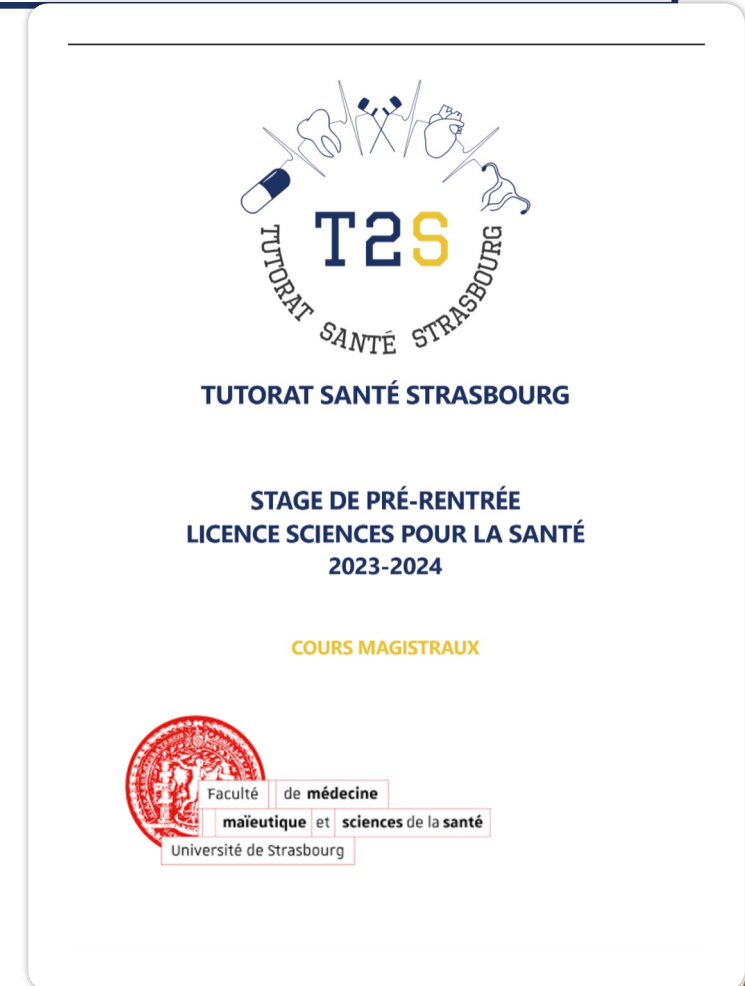 T2S
TUTORAT SANTÉ STRASBOURG
TUTORAT SANTÉ STRASBOURG
STAGE DE PRÉ-RENTRÉE
LICENCE SCIENCES POUR LA SANTÉ
2023-2024
COURS MAGISTRAUX
Faculté de médecine
maïeutique et sciences de la santé
Université de Strasbourg